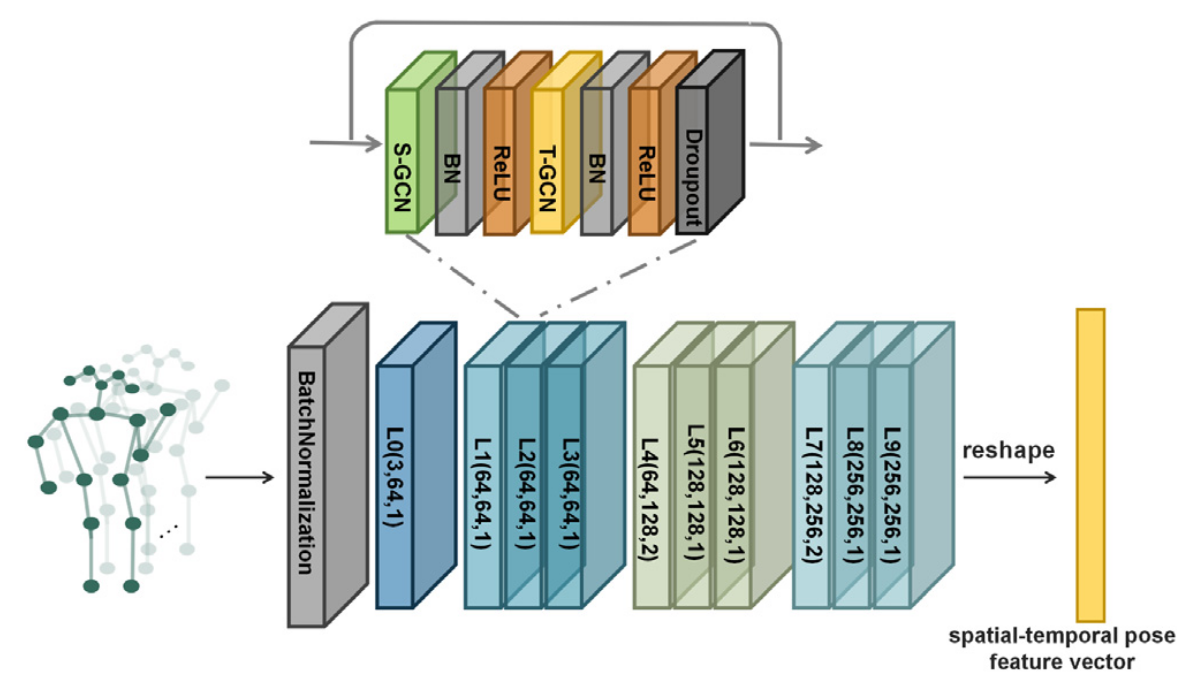 S-GCN
BN
ReLU
T-GCN
BN
ReLU
Droupout
BatchNormalization
L0(3,64,1)
L1(64,64,1)
L2(64,64,1)
L3(64,64,1)
L4(64,128,2)
L5(128,128,1)
L6(128,128,1)
L7(128,256,2)
L8(256,256,1)
L9(256,256,1)
reshape
...
spatial-temporal pose
feature vector